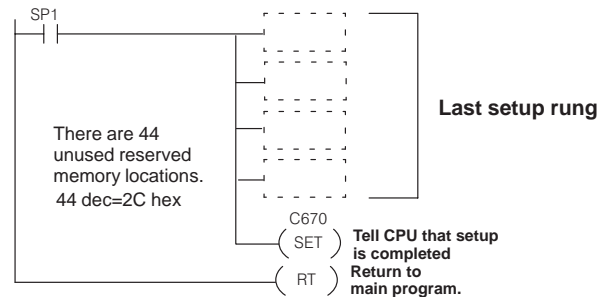 SP1
Last setup rung
There are 44
unused reserved
memory locations.
44 dec=2C hex
C670
SET
Tell CPU that setup
is completed
RT
Return to
main program.